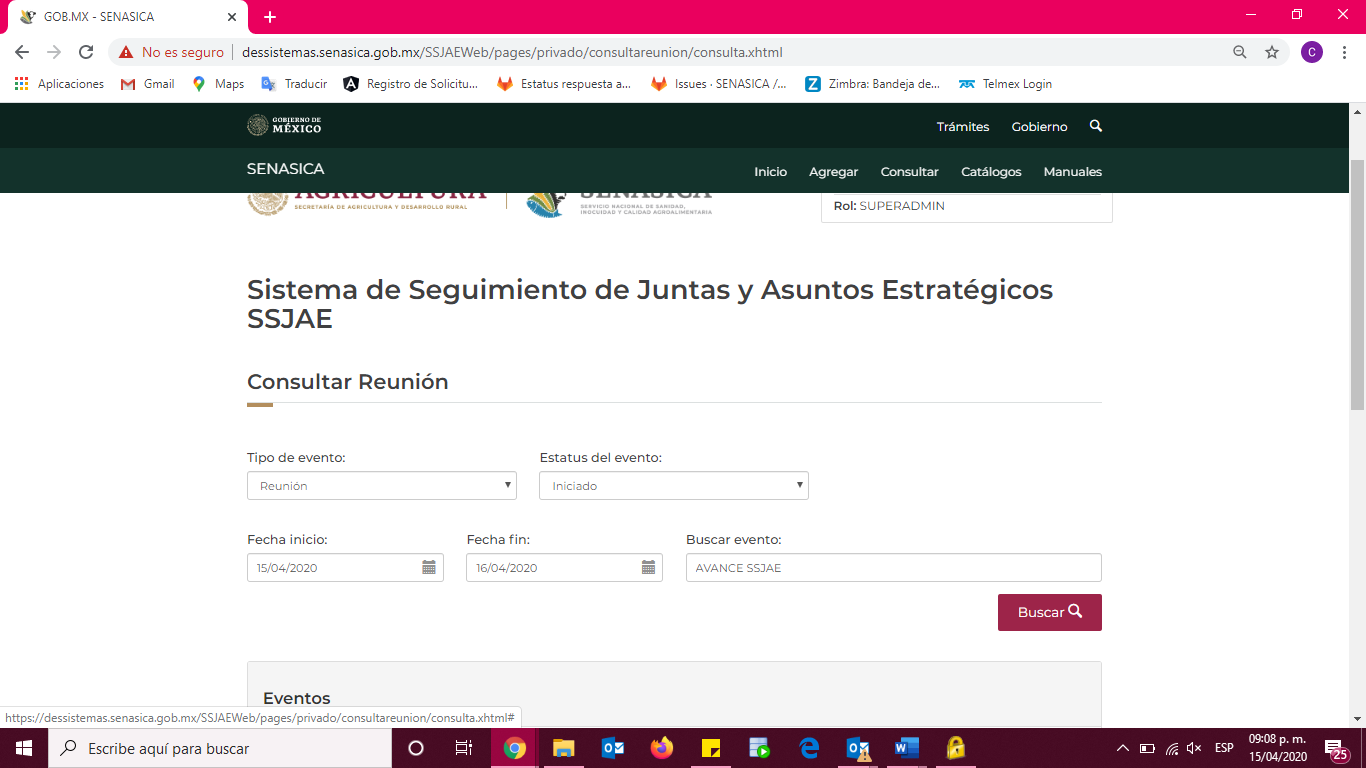 GOB.MX - SENASICA
No es seguro
dessistemas.senasica.gob.mx/SSJAEWeb/pages/privado/consultareunion/consulta.xhtml
C
Aplicaciones
Gmail
Maps
Traducir
Registro de Solicitu...
Estatus respuesta a...
Issues · SENASICA /...
Zimbra: Bandeja de...
Telmex Login
GOBIERNO DE
MÉXICO
Trámites
Gobierno
SENASICA
Inicio
Agregar
Consultar
Catálogos
Manuales
AGRICULTURA
SECRETARÍA DE AGRICULTURA Y DESARROLLO RURAL
SENASICA
SERVICIO NACIONAL DE SANIDAD,
INOCUIDAD Y CALIDAD AGROALIMENTARIA
Rol: SUPERADMIN
Sistema de Seguimiento de Juntas y Asuntos Estratégicos
SSJAE
Consultar Reunión
Tipo de evento:
Estatus del evento:
Reunión
Iniciado
Fecha inicio:
Fecha fin:
Buscar evento:
15/04/2020
16/04/2020
AVANCE SSJAE
Buscar
Eventos
https://dessistemas.senasica.gob.mx/SSJAEWeb/pages/privado/consultareunion/consulta.xhtml#
Escribe aquí para buscar
ESP
09:08 p. m.
15/04/2020
25